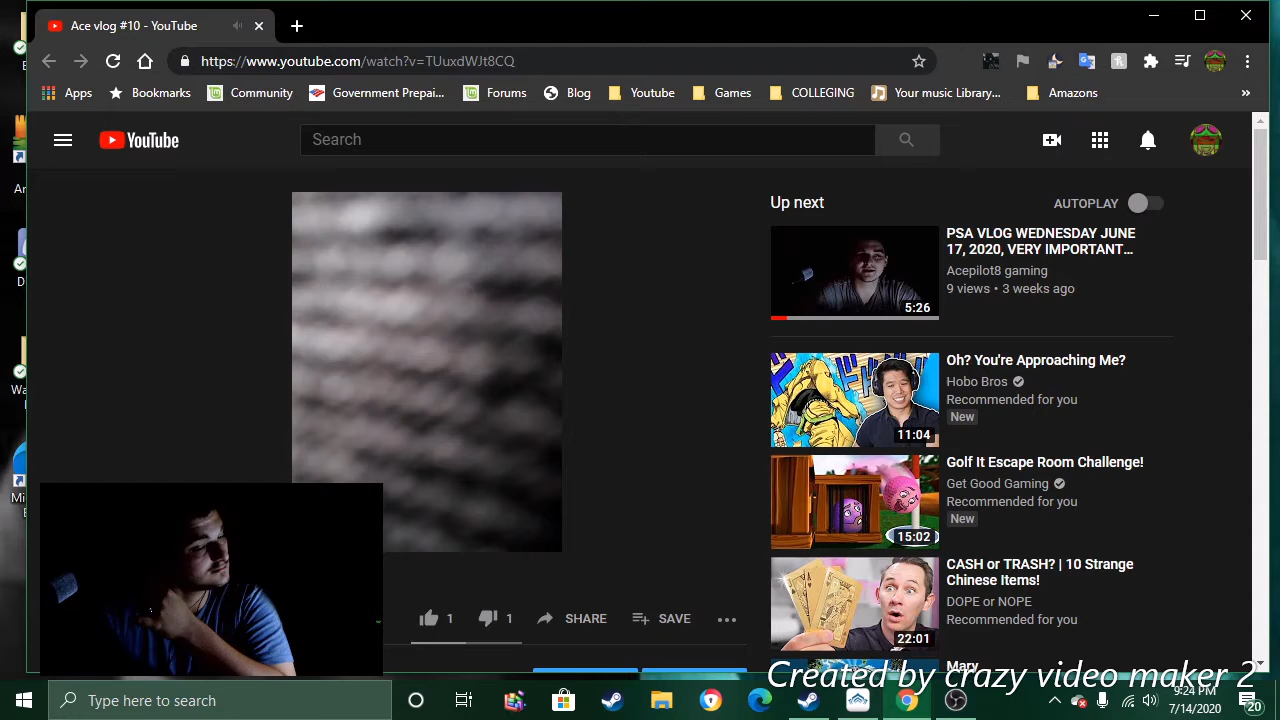 Ace vlog #10 - YouTube
https://www.youtube.com/watch?v=TUuxdWJt8CQ
Apps
Bookmarks
Community
Government Prepai...
Forums
Blog
Youtube
Games
COLLEGING
Your music Library...
Amazons
»
YouTube
Search
Up next
AUTOPLAY
PSA VLOG WEDNESDAY JUNE
17, 2020, VERY IMPORTANT...
Acepilot8 gaming
9 views • 3 weeks ago
5:26
Oh? You're Approaching Me?
Hobo Bros
Recommended for you
New
11:04
Golf It Escape Room Challenge!
Get Good Gaming
Recommended for you
New
15:02
CASH or TRASH? | 10 Strange
Chinese Items!
DOPE or NOPE
Recommended for you
22:01
1
1
SHARE
SAVE
Mary
Created by crazy video maker 2
Type here to search
9:24 PM
7/14/2020
20